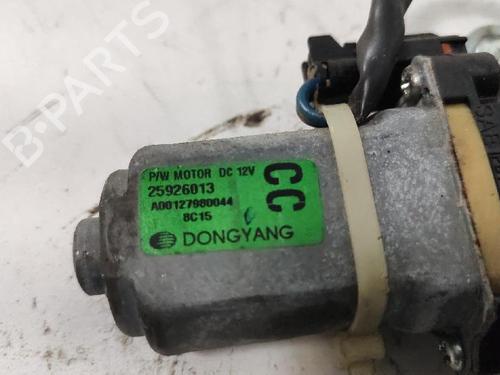 B-PARTS
P/W MOTOR DC 12V
25926013
A00127980044
8C15
CC
DONGYANG